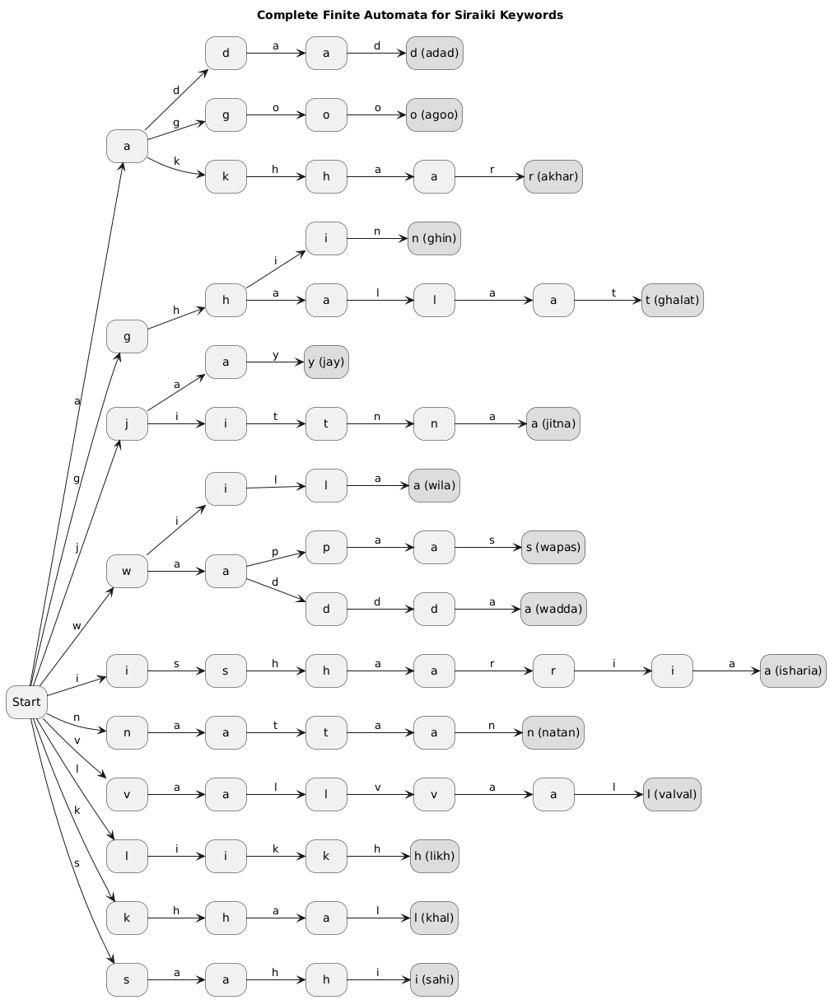 Complete Finite Automata for Siraiki Keywords
d a d (adad)
d a d
g o o (agoo)
g o o
a
k h a r (akhar)
k h h a r
i n (ghin)
i n
h a l a t (ghalat)
h a l a t
g
a y (jay)
a y
j i t n a (jitna)
i t n a
i l a (wila)
i l a
p a s (wapas)
p a s
w a
a
d d a (wadda)
d d a
a
g
j
w
Start
i s h a r i a (isharia)
i s h a r i a
n a t a n (natan)
n a t a n
v a l v a l (valval)
v a l v a l
l i k h (likh)
l i k h
k h a l (khal)
k h a l
s a h i (sahi)
s a h i